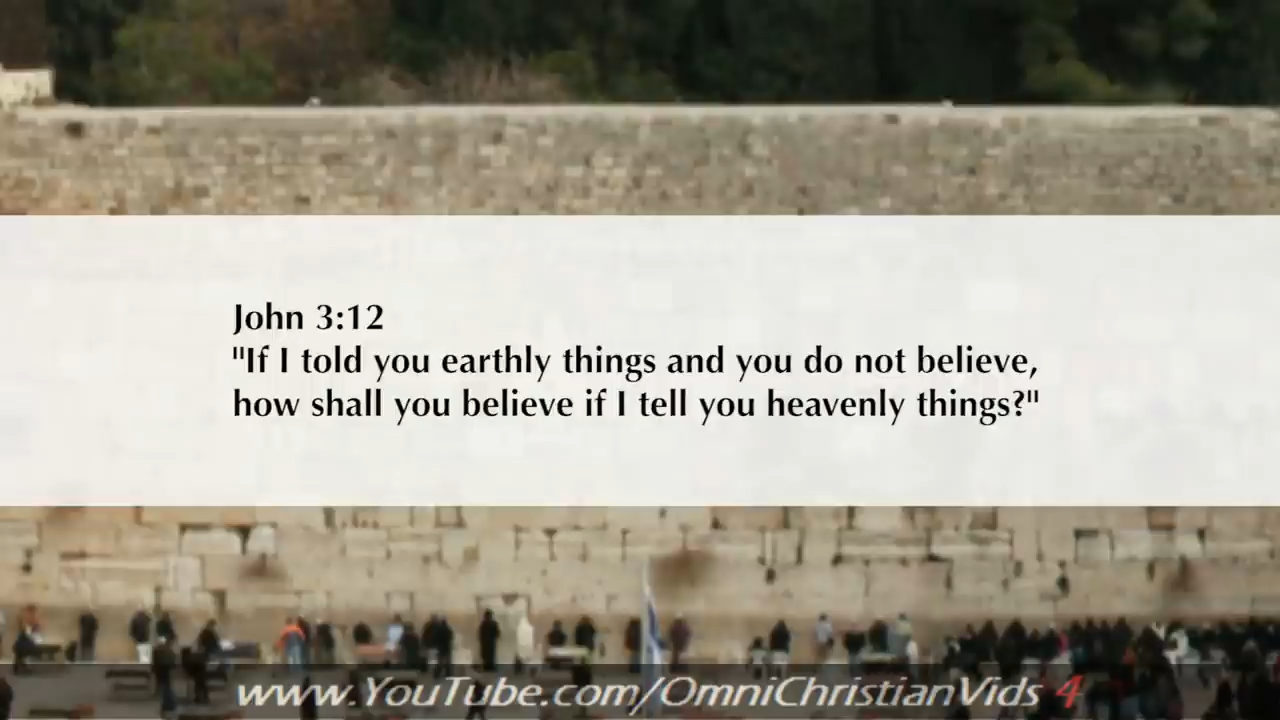 John 3:12
"If I told you earthly things and you do not believe,
how shall you believe if I tell you heavenly things?"
www.YouTube.com/OmniChristianVids 4